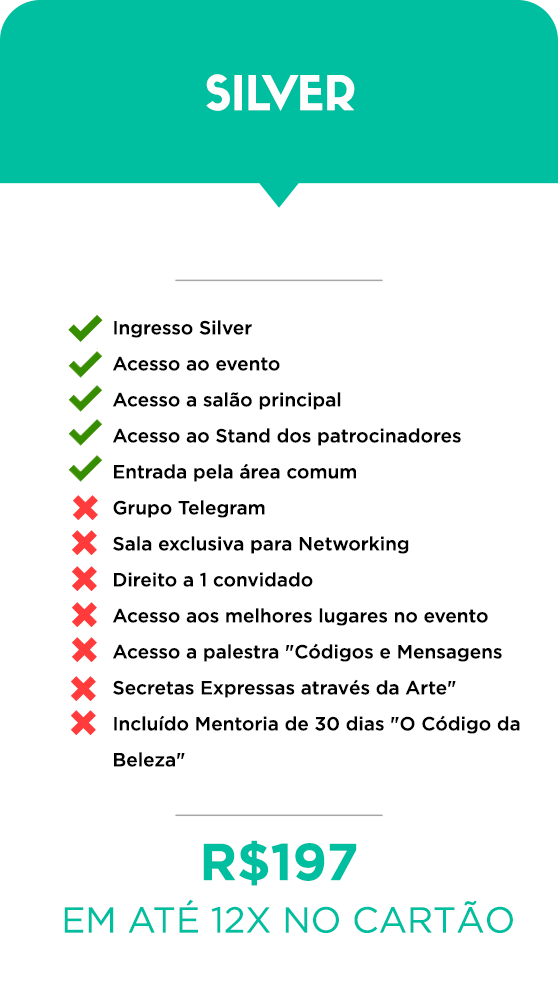 SILVER
Ingresso Silver
Acesso ao evento
Acesso a salão principal
Acesso ao Stand dos patrocinadores
Entrada pela área comum
Grupo Telegram
Sala exclusiva para Networking
Direito a 1 convidado
Acesso aos melhores lugares no evento
Acesso a palestra "Códigos e Mensagens
Secretas Expressas através da Arte"
Incluído Mentoria de 30 dias "O Código da
Beleza"
R$197
EM ATÉ 12X NO CARTÃO